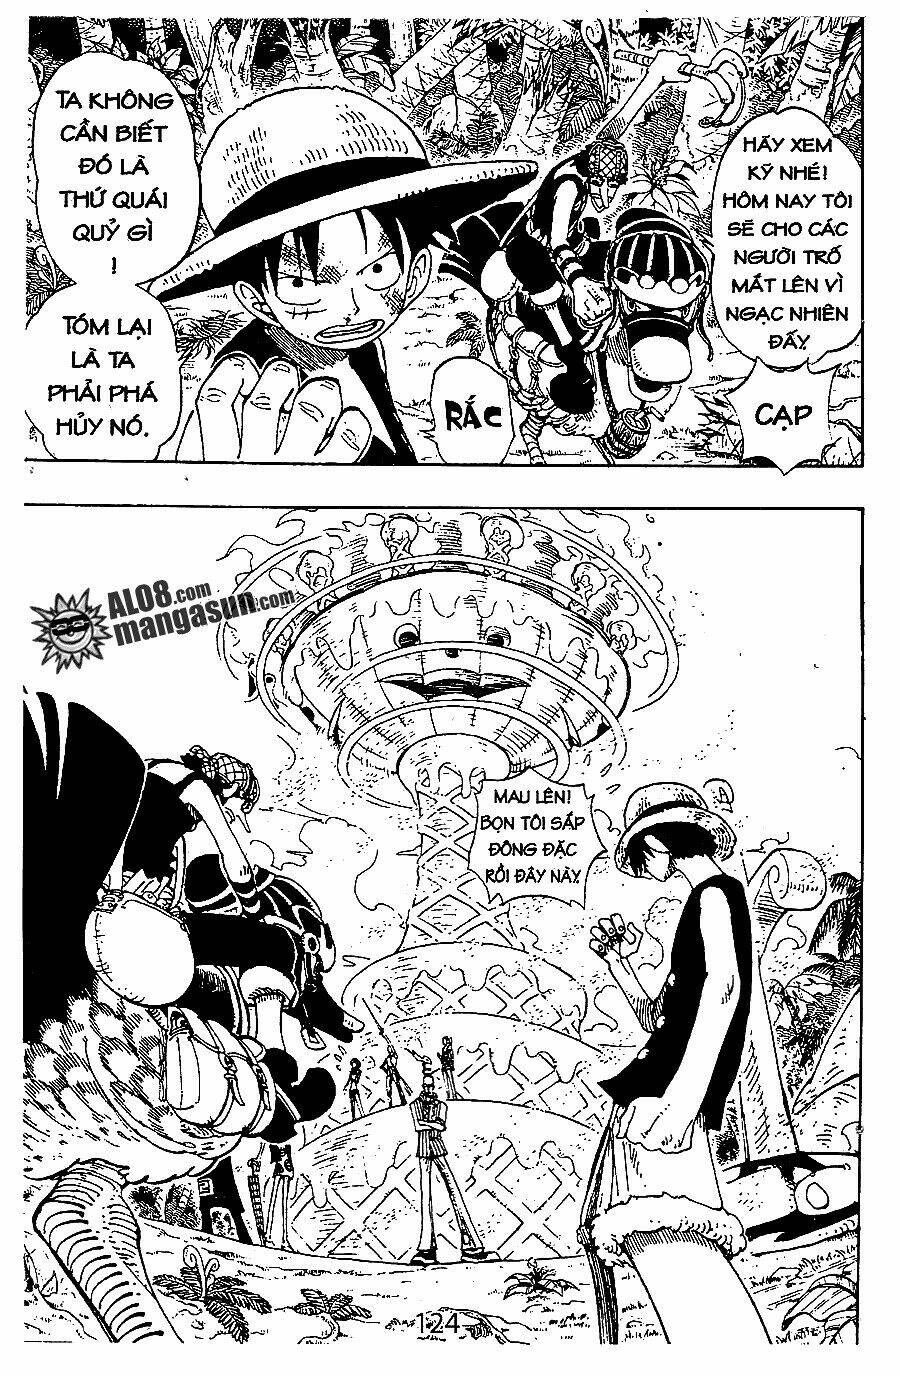 TA KHÔNG
CẦN BIẾT
ĐÓ LÀ
THỨ QUÁI
QUỶ GÌ
!
TÓM LẠI
LÀ TA
PHẢI PHÁ
HỦY NÓ.
HÃY XEM
KỸ NHÉ!
HÔM NAY TÔI
SẼ CHO CÁC
NGƯỜI TRỐ
MẮT LÊN VÌ
NGẠC NHIÊN
ĐẤY.
RẮC
CẠP
AL08.com
mangasun.com
MAU LÊN!
BỌN TÔI SẮP
ĐÔNG ĐẶC
RỒI ĐÂY NÀY.
124